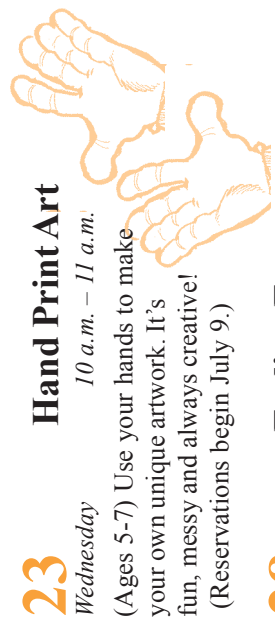 23 Hand Print Art
Wednesday 10 a.m. – 11 a.m.
(Ages 5-7) Use your hands to make
your own unique artwork. It's
fun, messy and always creative!
(Reservations begin July 9.)